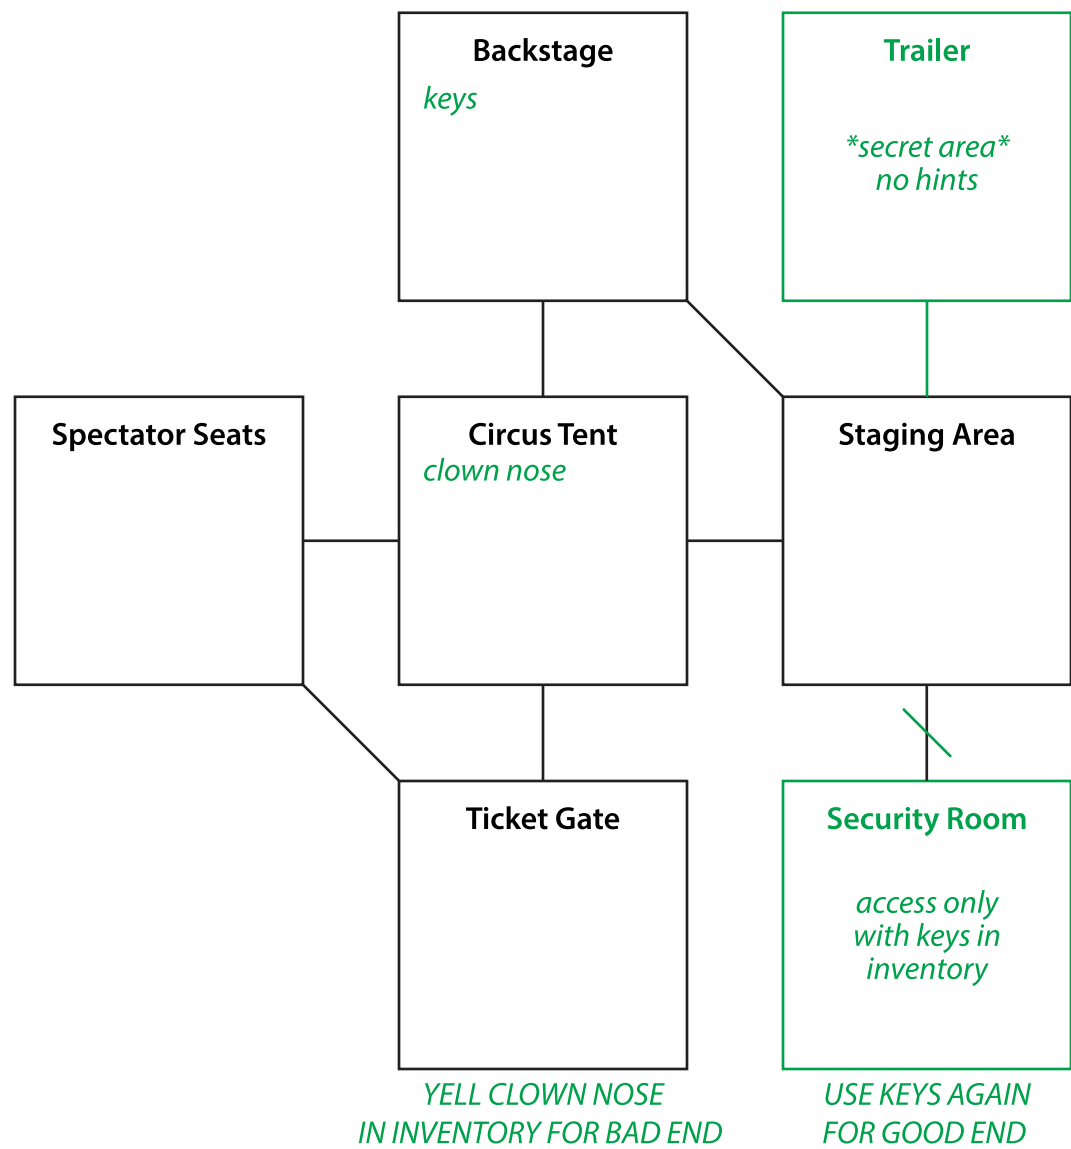 Backstage
keys
Trailer
*secret area*
no hints
Spectator Seats
Circus Tent
clown nose
Staging Area
Ticket Gate
Security Room
access only
with keys in
inventory
YELL CLOWN NOSE
IN INVENTORY FOR BAD END
USE KEYS AGAIN
FOR GOOD END